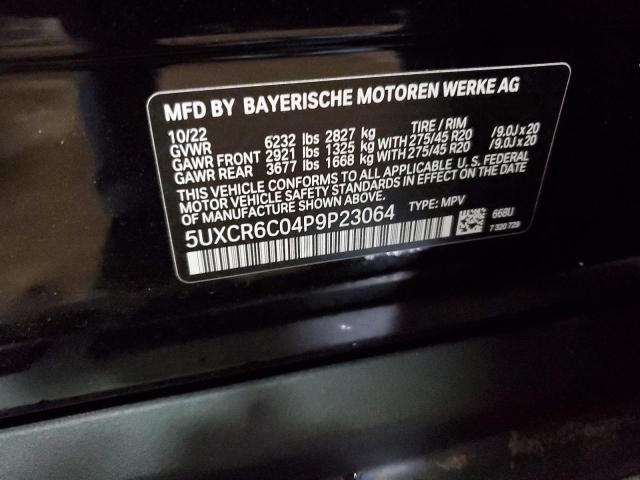 MFD BY BAYERISCHE MOTOREN WERKE AG
10/22 TIRE / RIM
GVWR 6232 lbs 2827 kg
GAWR FRONT 2921 lbs 1325 kg WITH 275/45 R20 /9.0J x 20
GAWR REAR 3677 lbs 1668 kg WITH 275/45 R20 /9.0J x 20
THIS VEHICLE CONFORMS TO ALL APPLICABLE U.S. FEDERAL
MOTOR VEHICLE SAFETY STANDARDS IN EFFECT ON THE DATE
OF MANUFACTURE SHOWN ABOVE.
5UXCR6C04P9P23064 TYPE: MPV
668U
7 320 729